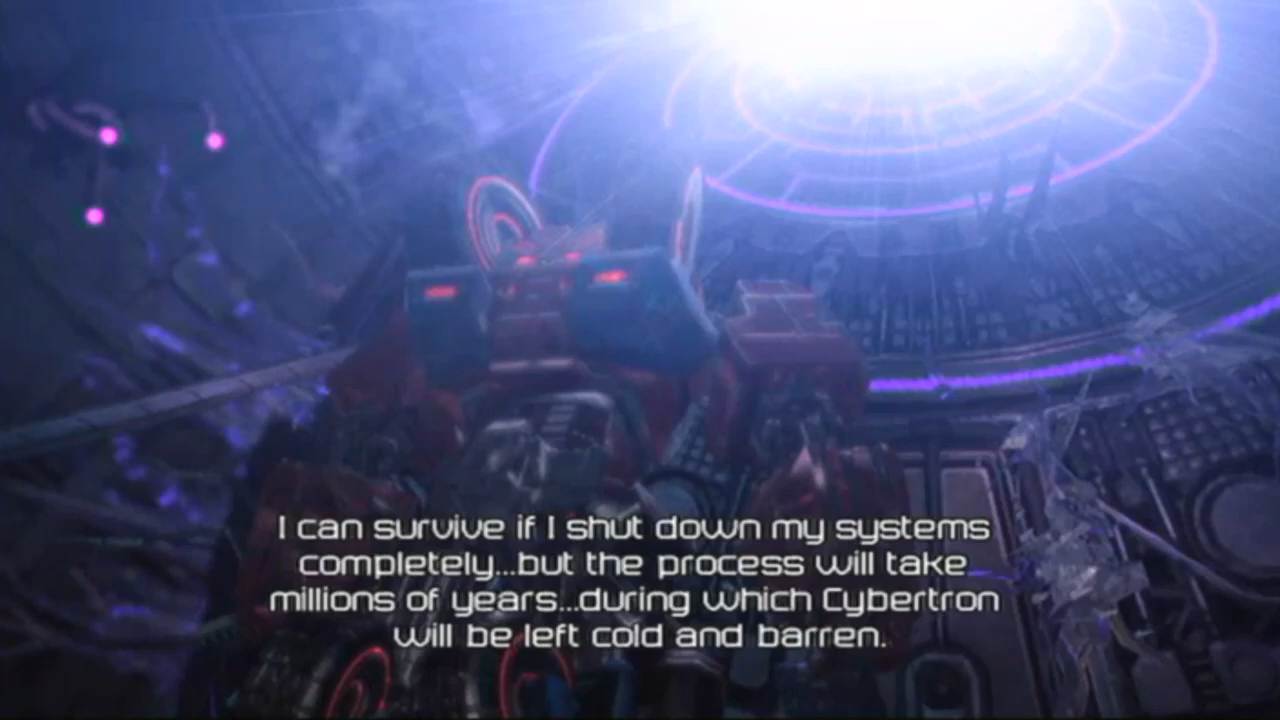 I can survive if I shut down my systems
completely...but the process will take
millions of years...during which Cybertron
will be left cold and barren.